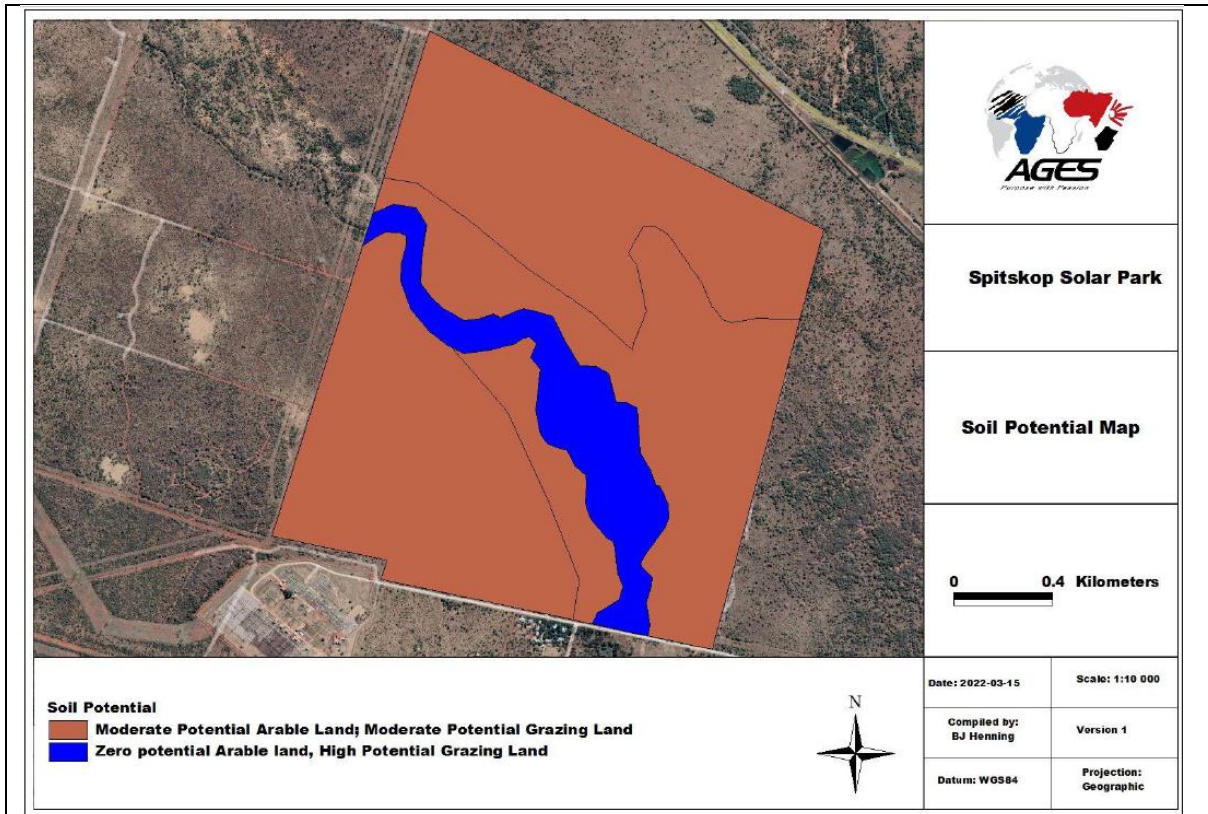 AGES
Purpose with Passion
Spitskop Solar Park
Soil Potential Map
0 0.4 Kilometers
Soil Potential
Moderate Potential Arable Land; Moderate Potential Grazing Land
Zero potential Arable land, High Potential Grazing Land
N
Date: 2022-03-15
Scale: 1:10 000
Compiled by:
BJ Henning
Version 1
Datum: WGS84
Projection:
Geographic